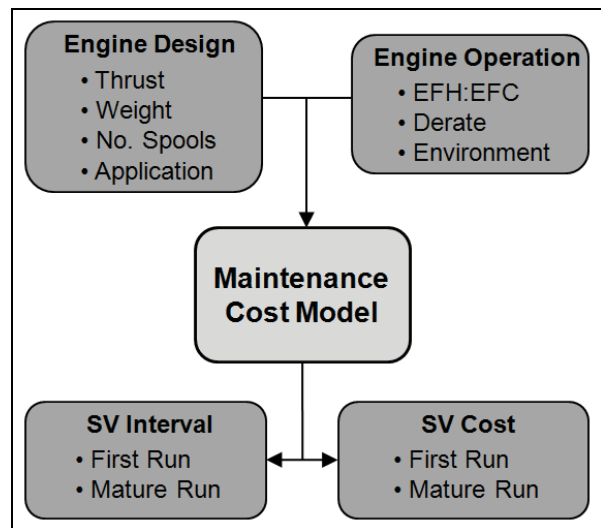 Engine Design
• Thrust
• Weight
• No. Spools
• Application
Engine Operation
• EFH:EFC
• Derate
• Environment
Maintenance
Cost Model
SV Interval
• First Run
• Mature Run
SV Cost
• First Run
• Mature Run